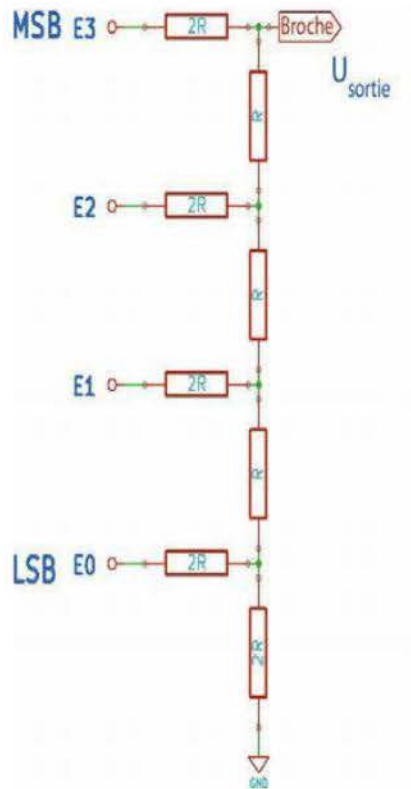 MSB E3 2R Broche
U sortie
R
E2 2R
R
E1 2R
R
LSB E0 2R
2R
GND